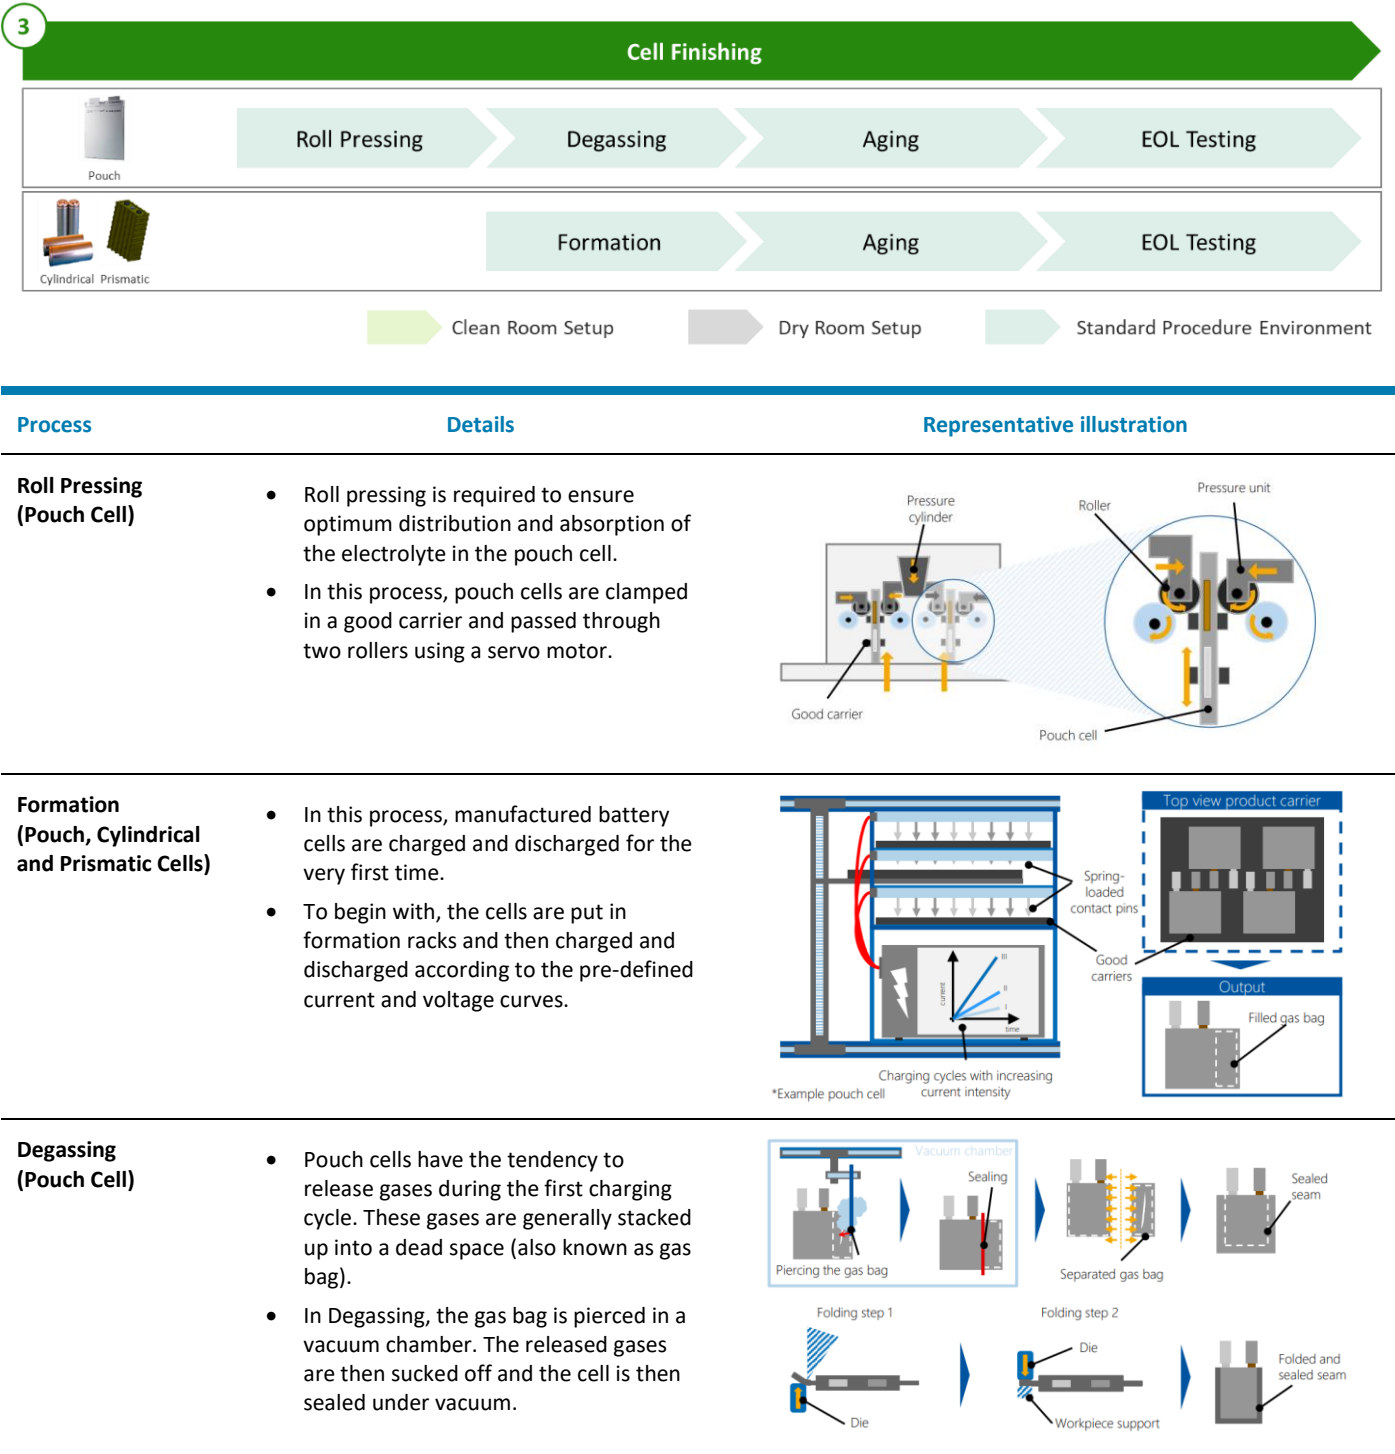 3
Cell Finishing
Roll Pressing
Degassing
Aging
EOL Testing
Pouch
Formation
Aging
EOL Testing
Cylindrical Prismatic
Clean Room Setup
Dry Room Setup
Standard Procedure Environment
Process
Details
Representative illustration
Roll Pressing
(Pouch Cell)
• Roll pressing is required to ensure
optimum distribution and absorption of
the electrolyte in the pouch cell.
• In this process, pouch cells are clamped
in a good carrier and passed through
two rollers using a servo motor.
Pressure
cylinder
Roller
Pressure unit
Good carrier
Pouch cell
Formation
(Pouch, Cylindrical
and Prismatic Cells)
• In this process, manufactured battery
cells are charged and discharged for the
very first time.
• To begin with, the cells are put in
formation racks and then charged and
discharged according to the pre-defined
current and voltage curves.
Top view product carrier
Spring-
loaded
contact pins
Good
carriers
current
III
II
I
time
Output
Filled gas bag
Charging cycles with increasing
current intensity
*Example pouch cell
Degassing
(Pouch Cell)
• Pouch cells have the tendency to
release gases during the first charging
cycle. These gases are generally stacked
up into a dead space (also known as gas
bag).
• In Degassing, the gas bag is pierced in a
vacuum chamber. The released gases
are then sucked off and the cell is then
sealed under vacuum.
Vacuum chamber
Sealing
Piercing the gas bag
Separated gas bag
Sealed
seam
Folding step 1
Folding step 2
Die
Die
Workpiece support
Folded and
sealed seam